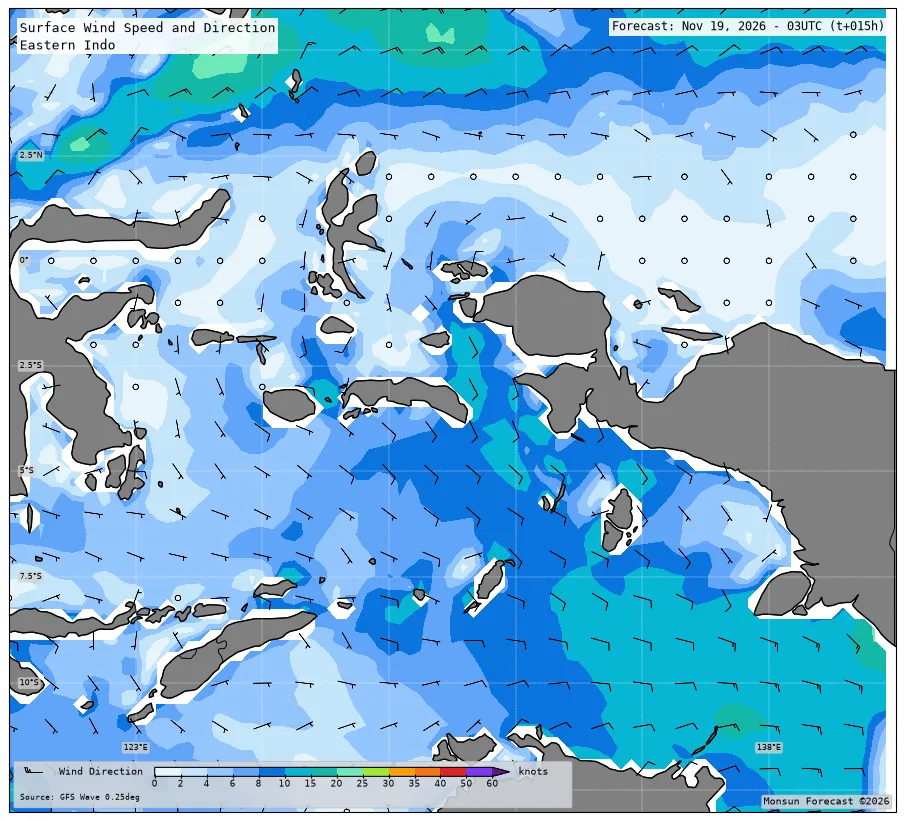 Surface Wind Speed and Direction
Eastern Indo
Forecast: Nov 19, 2026 - 03UTC (t+015h)
2.5°N
0°
2.5°S
5°S
7.5°S
10°S
123°E
138°E
Wind Direction
0 2 4 6 8 10 15 20 25 30 35 40 50 60
knots
Source: GFS Wave 0.25deg
Monsun Forecast ©2026